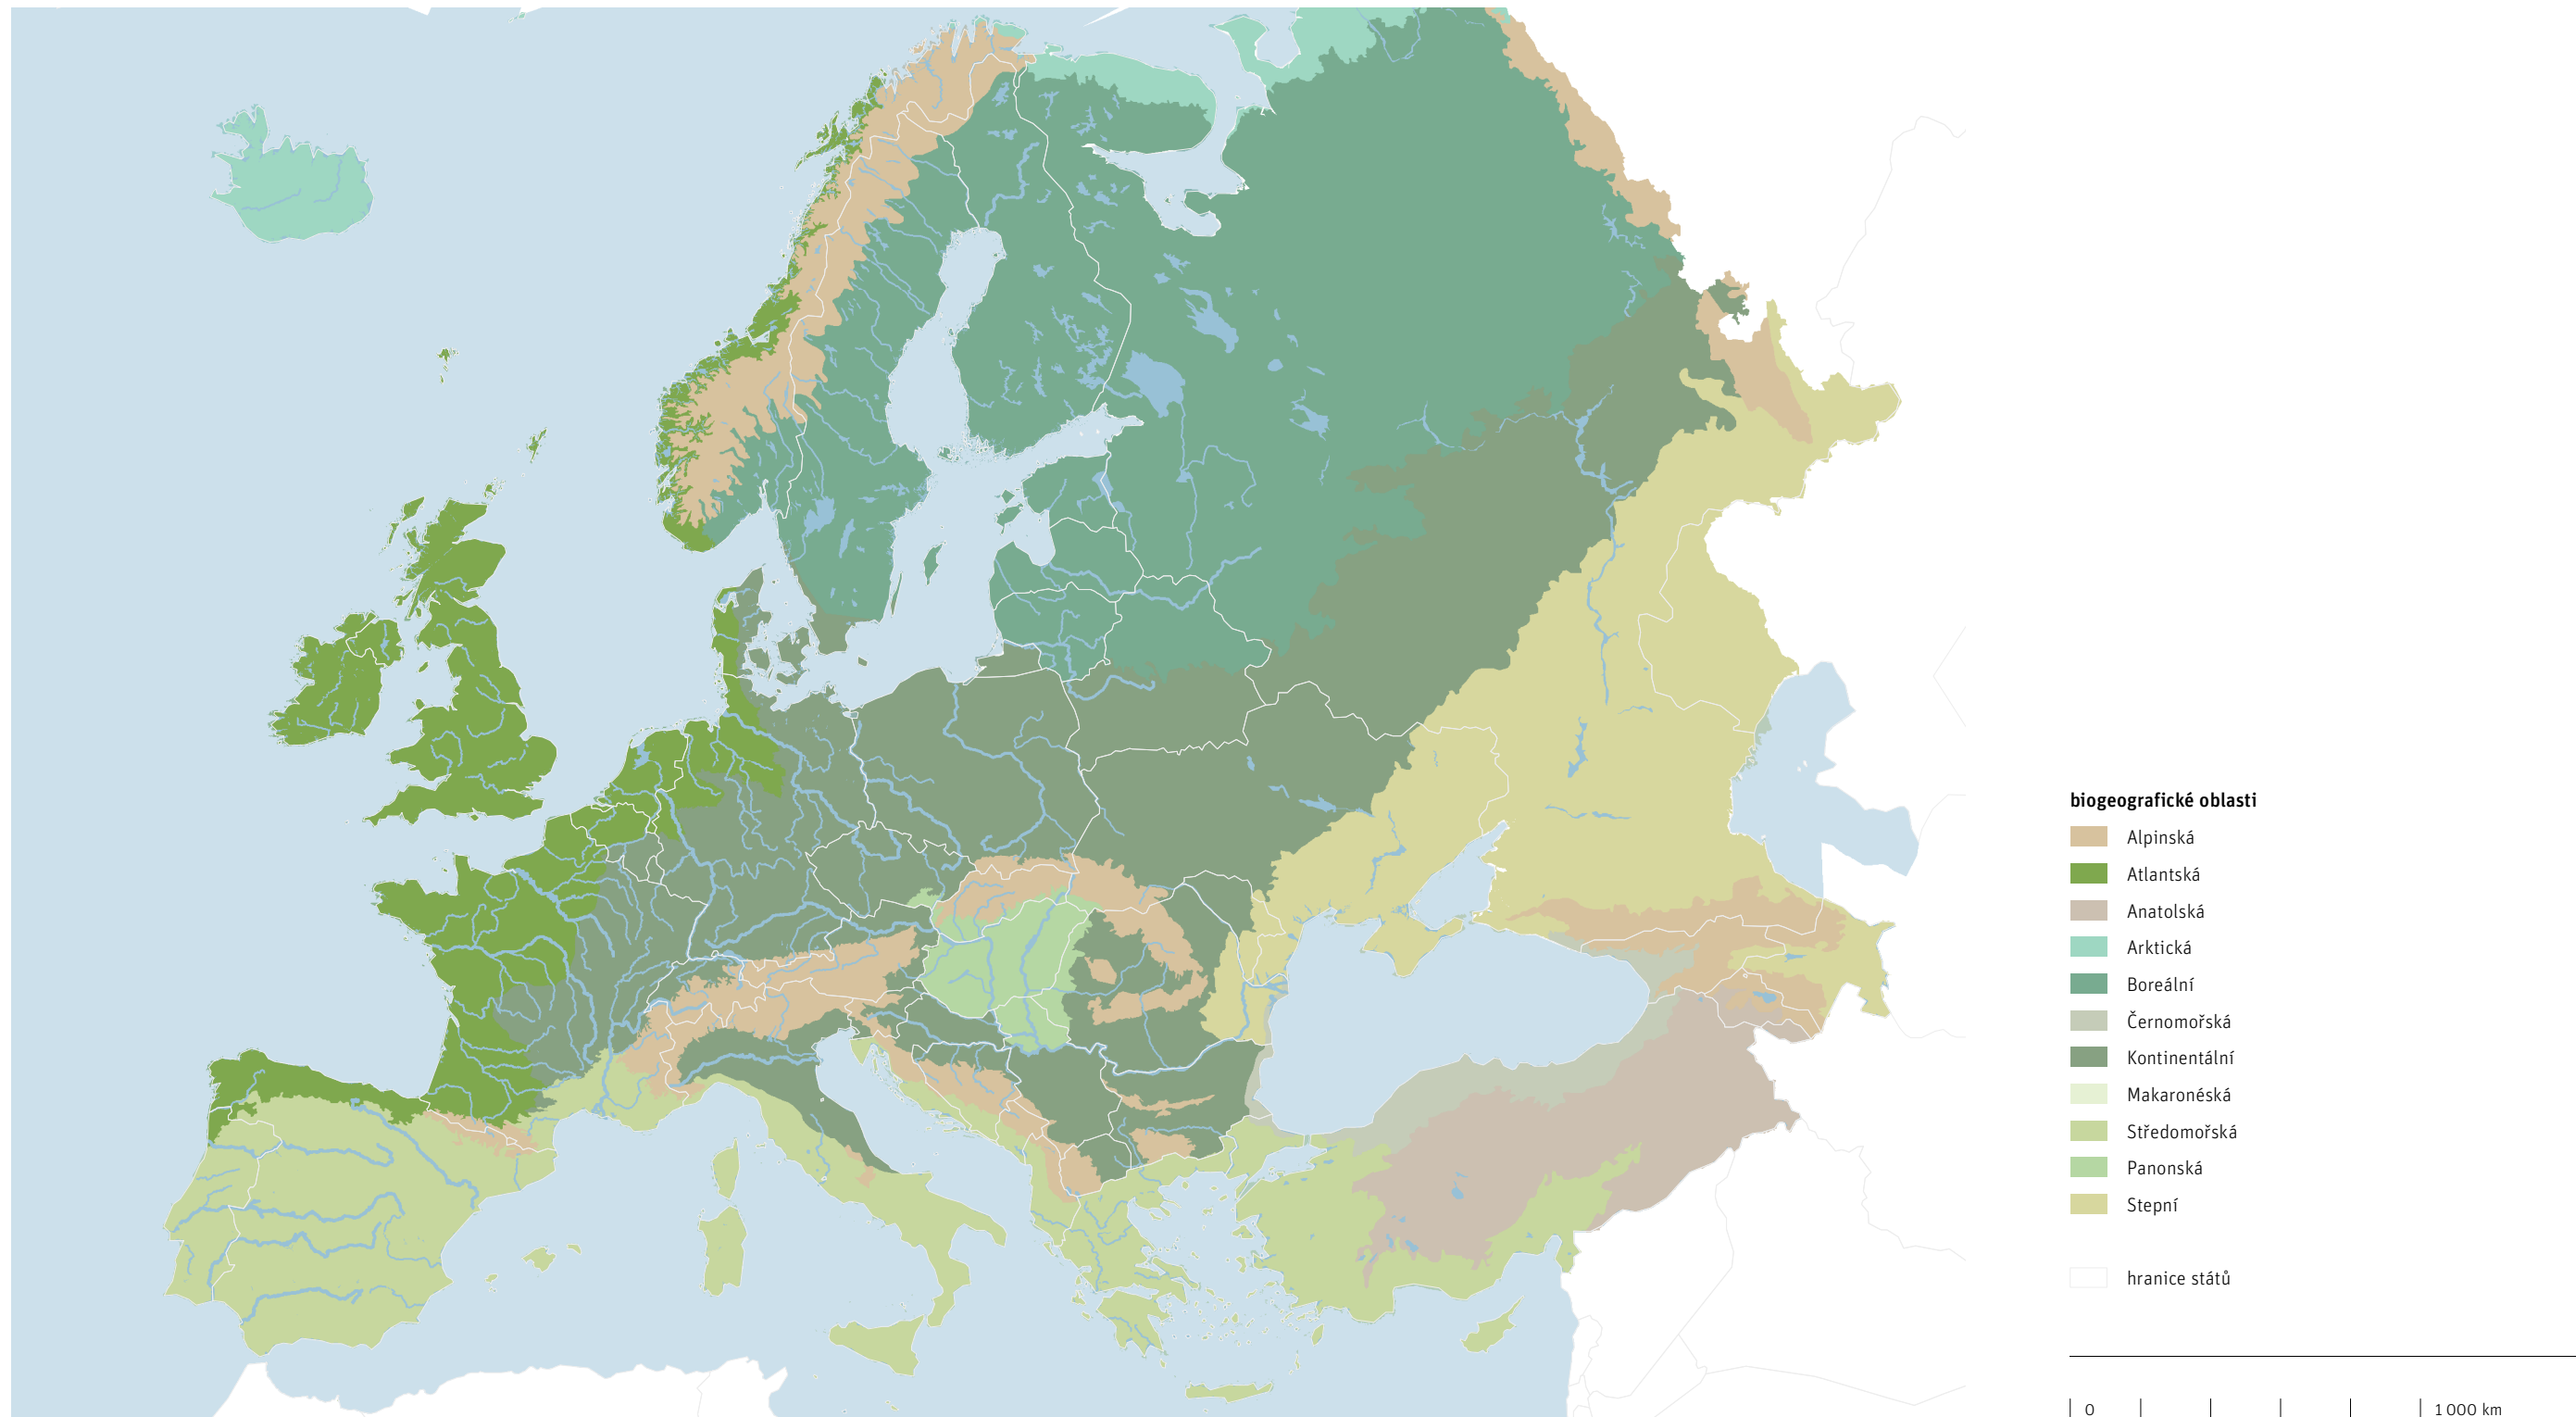 biogeografické oblasti
Alpinská
Atlantská
Anatolská
Arktická
Boreální
Černomořská
Kontinentální
Makaronéská
Středomořská
Panonská
Stepní
hranice států
0 1 000 km